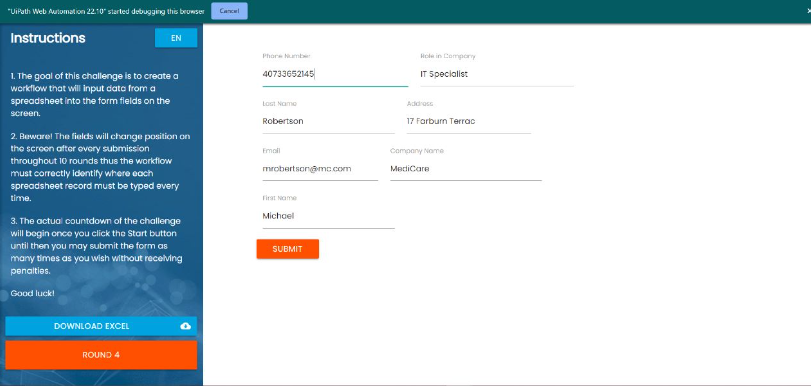 "UiPath Web Automation 22.10" started debugging this browser
Cancel
Instructions
EN
1. The goal of this challenge is to create a
workflow that will input data from a
spreadsheet into the form fields on the
screen.
2. Beware! The fields will change position on
the screen after every submission
throughout 10 rounds thus the workflow
must correctly identify where each
spreadsheet record must be typed every
time.
3. The actual countdown of the challenge
will begin once you click the Start button
until then you may submit the form as
many times as you wish without receiving
penalties.
Good luck!
DOWNLOAD EXCEL
ROUND 4
Phone Number
40733652145
Role in Company
IT Specialist
Last Name
Robertson
Address
17 Farburn Terrac
Email
mrobertson@mc.com
Company Name
MediCare
First Name
Michael
SUBMIT